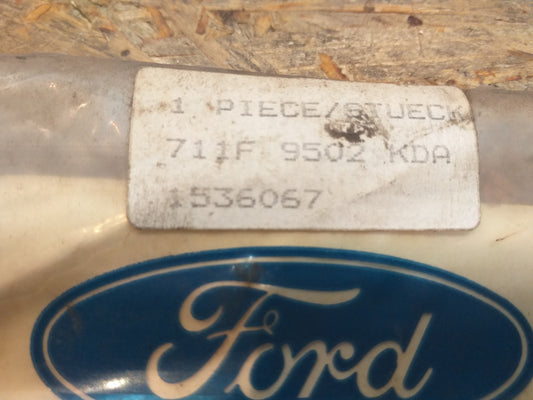 1 PIECE/STUECK
711F 9502 KDA
1536067
Ford